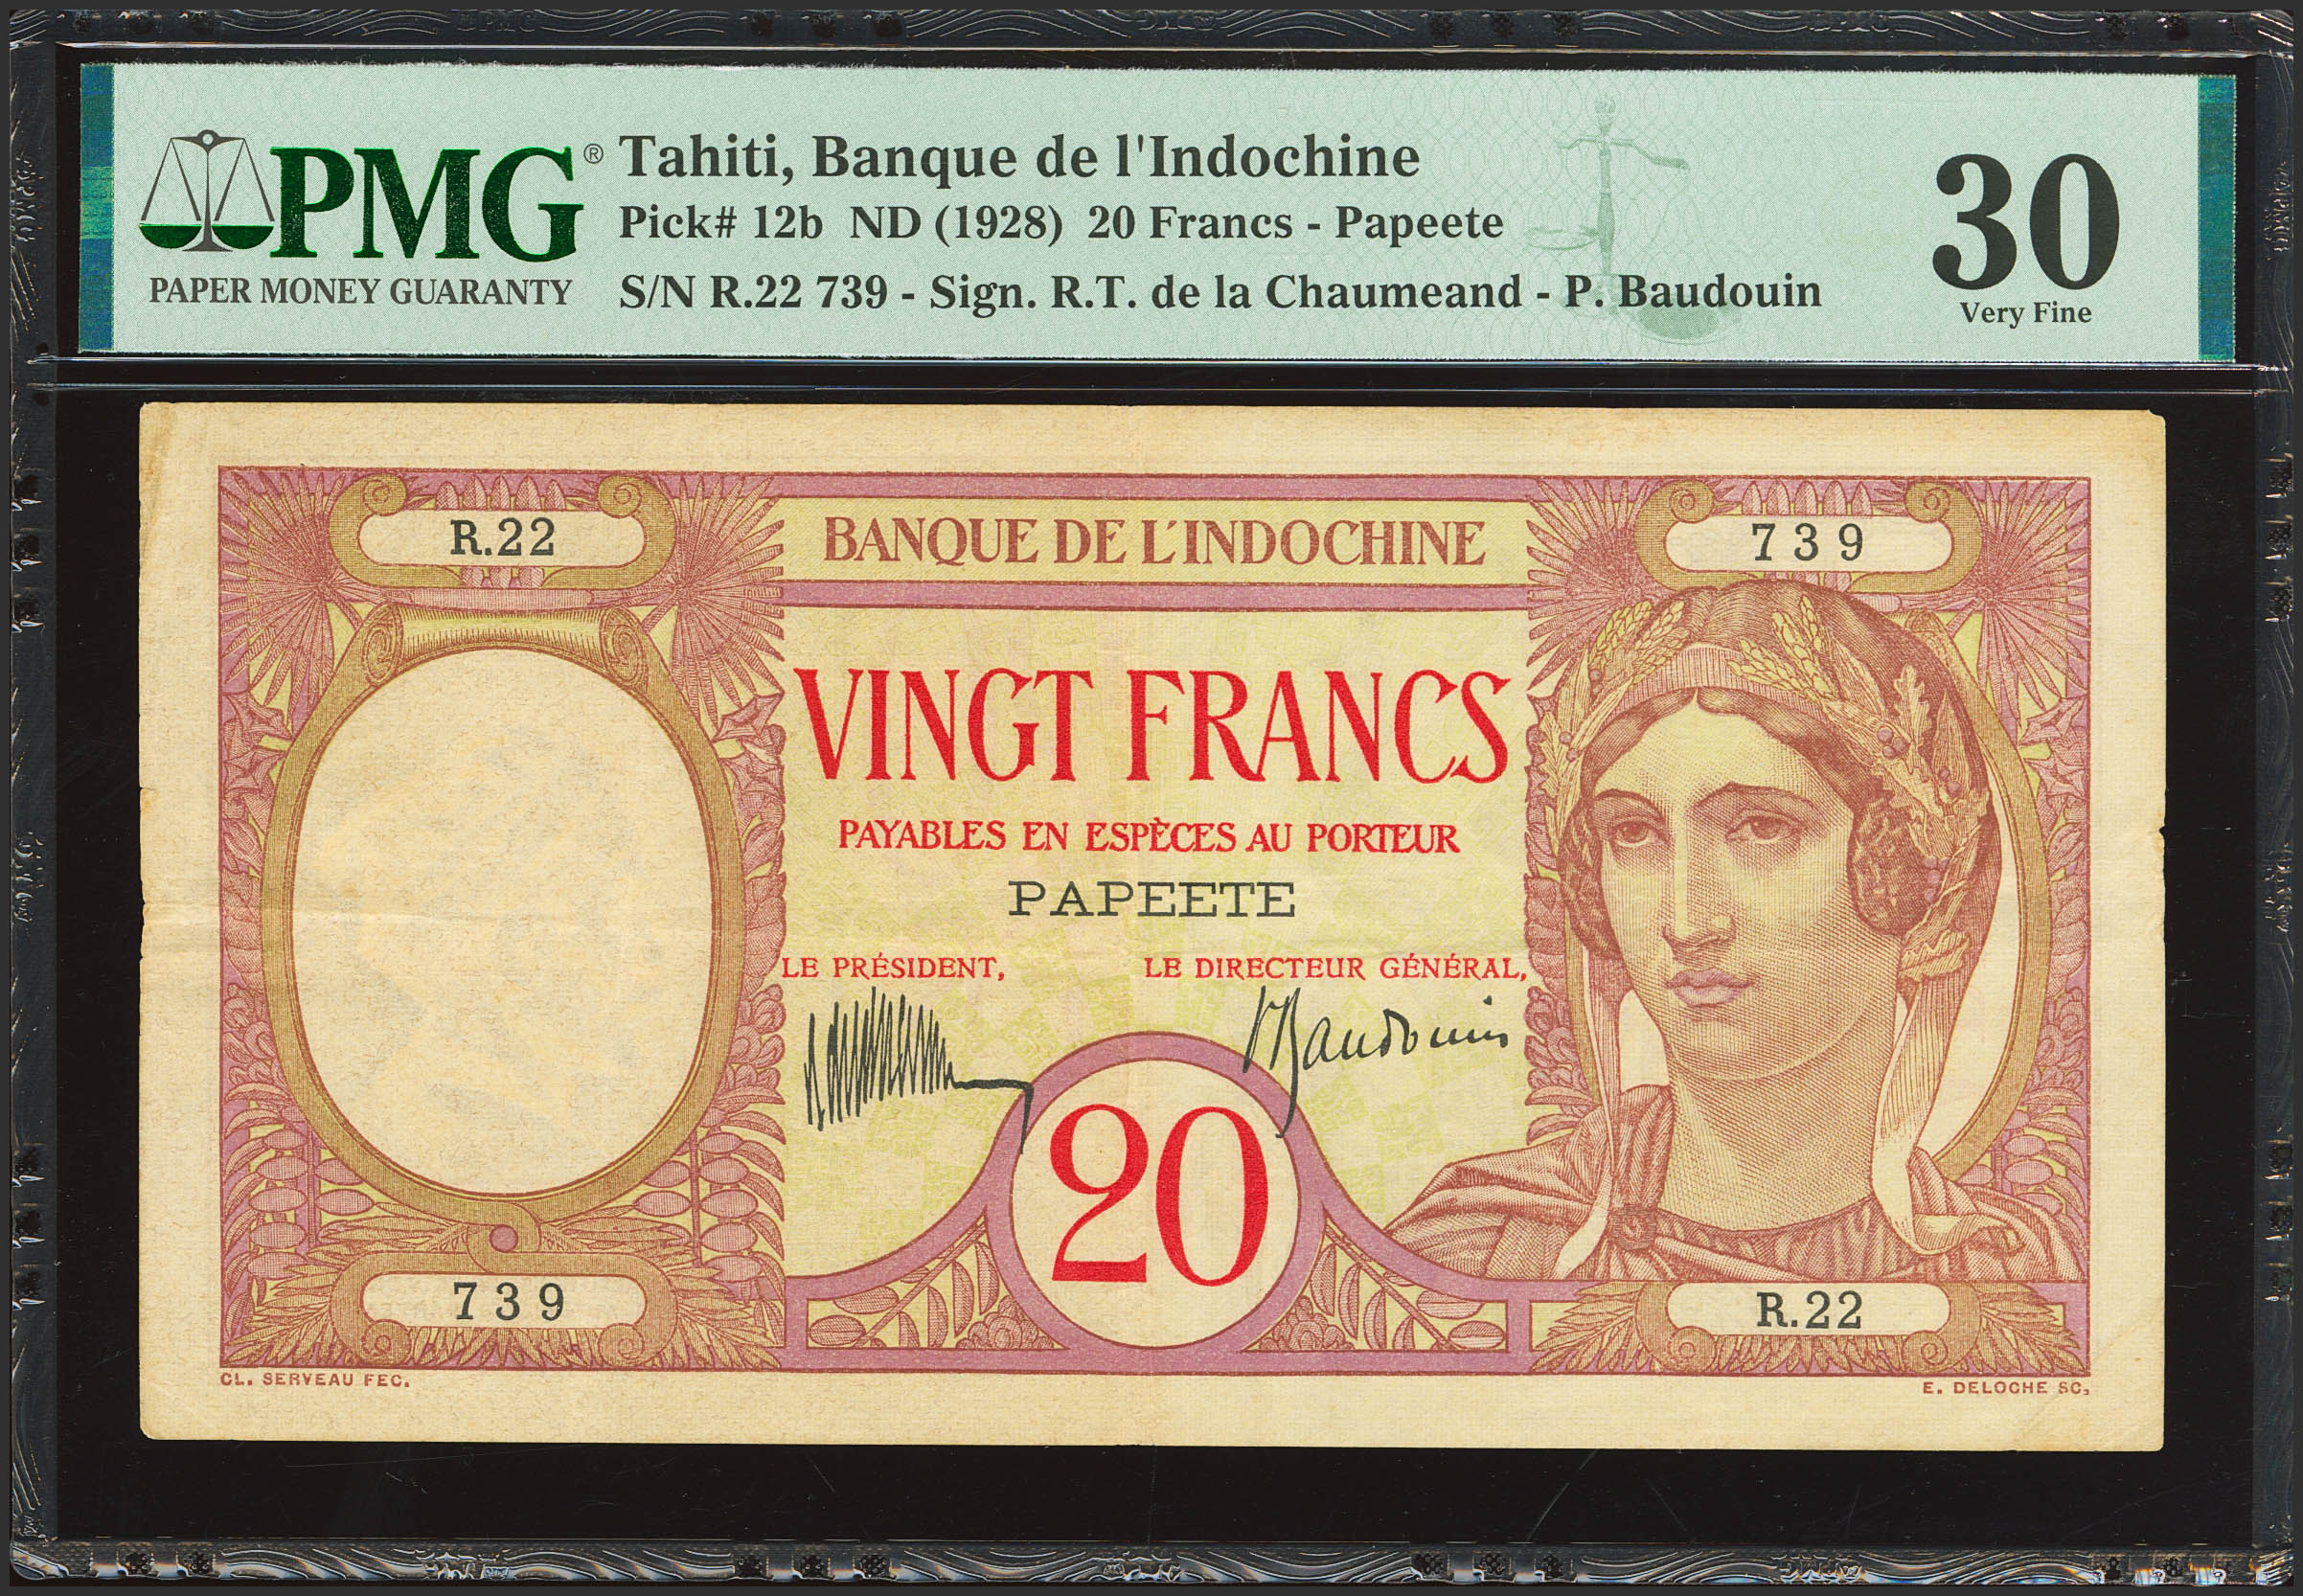 PMG®
PAPER MONEY GUARANTY
Tahiti, Banque de l'Indochine
Pick# 12b ND (1928) 20 Francs - Papeete
S/N R.22 739 - Sign. R.T. de la Chaumeand - P. Baudouin
30
Very Fine
R.22
BANQUE DE L'INDOCHINE
739
VINGT FRANCS
PAYABLES EN ESPÈCES AU PORTEUR
PAPEETE
LE PRÉSIDENT, LE DIRECTEUR GÉNÉRAL,
PBaudouin
20
739
R.22
CL. SERVEAU FEC.
E. DELOCHE SC.